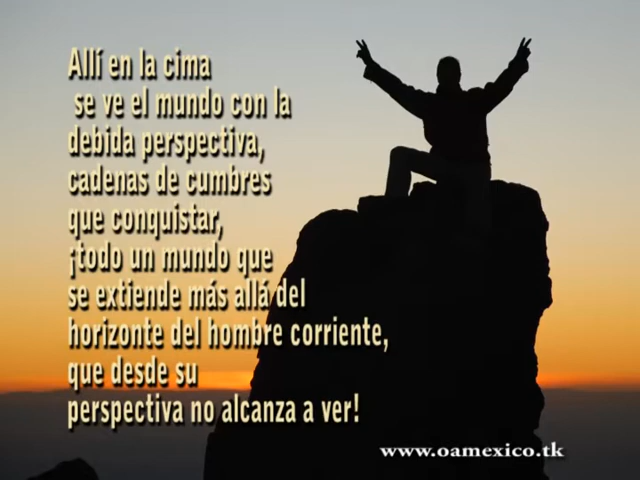 Allí en la cima
se ve el mundo con la
debida perspectiva,
cadenas de cumbres
que conquistar,
¡todo un mundo que
se extiende más allá del
horizonte del hombre corriente,
que desde su
perspectiva no alcanza a ver!
www.oamexico.tk